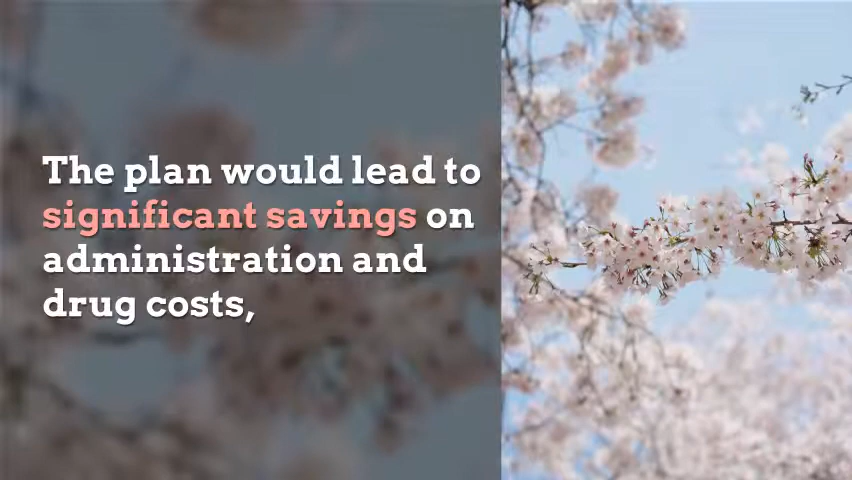 The plan would lead to
significant savings on
administration and
drug costs,